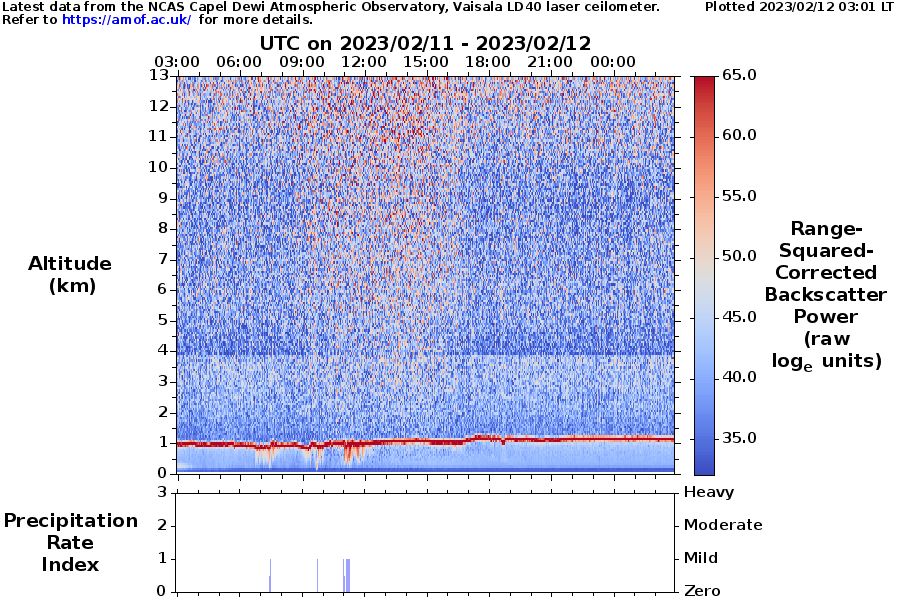 Latest data from the NCAS Capel Dewi Atmospheric Observatory, Vaisala LD40 laser ceilometer.
Plotted 2023/02/12 03:01 LT
Refer to https://amof.ac.uk/ for more details.
UTC on 2023/02/11 - 2023/02/12
03:00 06:00 09:00 12:00 15:00 18:00 21:00 00:00
13
12
11
10
9
8
7
6
5
4
3
2
1
0
Altitude
(km)
65.0
60.0
55.0
50.0
45.0
40.0
35.0
Range-
Squared-
Corrected
Backscatter
Power
(raw
loge units)
3
2
1
0
Precipitation
Rate
Index
Heavy
Moderate
Mild
Zero